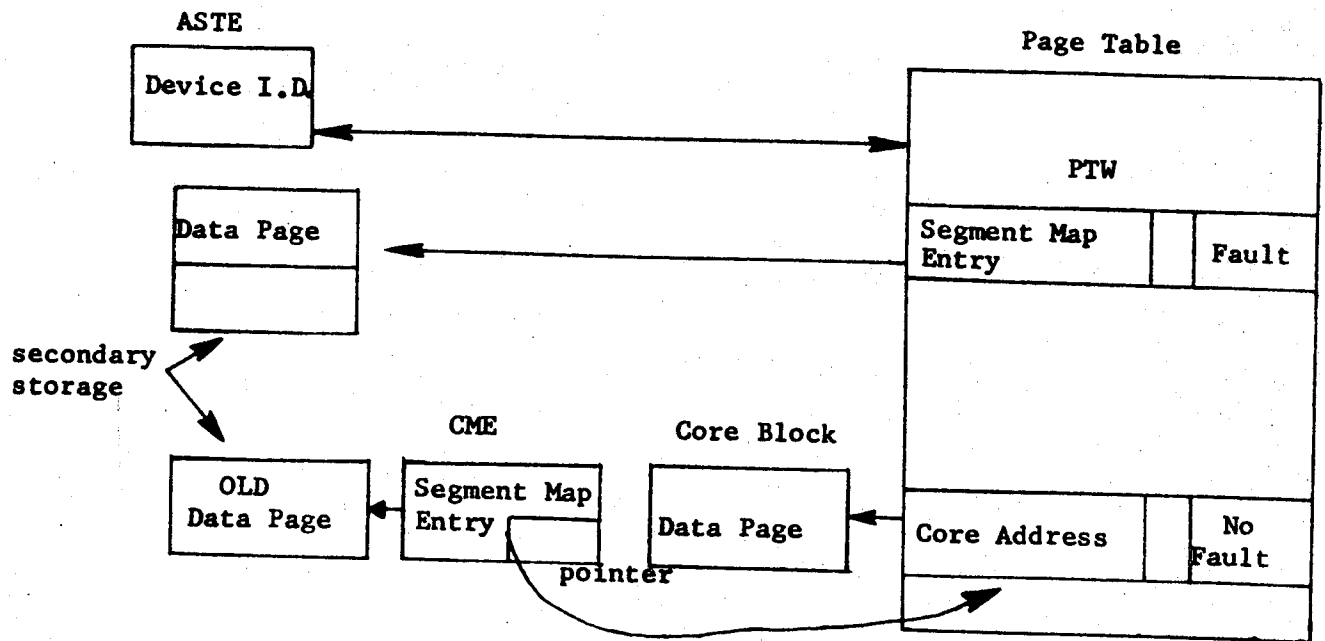 ASTE
Page Table
Device I.D.
PTW
Data Page
Segment Map
Entry
Fault
secondary
storage
CME
Core Block
OLD
Data Page
Segment Map
Entry
Data Page
Core Address
No
Fault
pointer